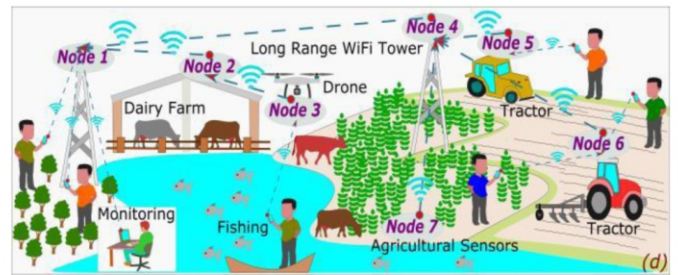 Node 1
Node 2
Node 3
Node 4
Node 5
Long Range WiFi Tower
Drone
Dairy Farm
Tractor
Node 6
Monitoring
Fishing
Node 7
Agricultural Sensors
Tractor
(d)